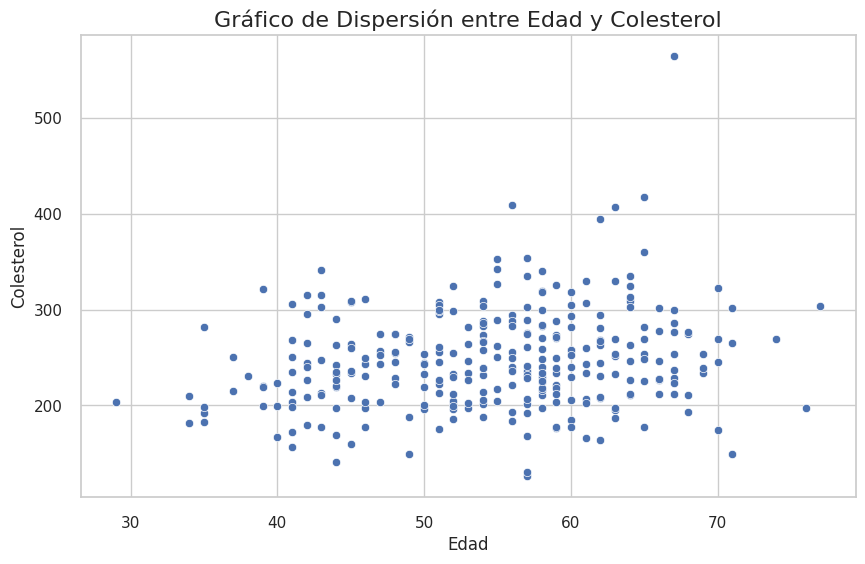 Gráfico de Dispersión entre Edad y Colesterol
Colesterol
500
400
300
200
30 40 50 60 70
Edad